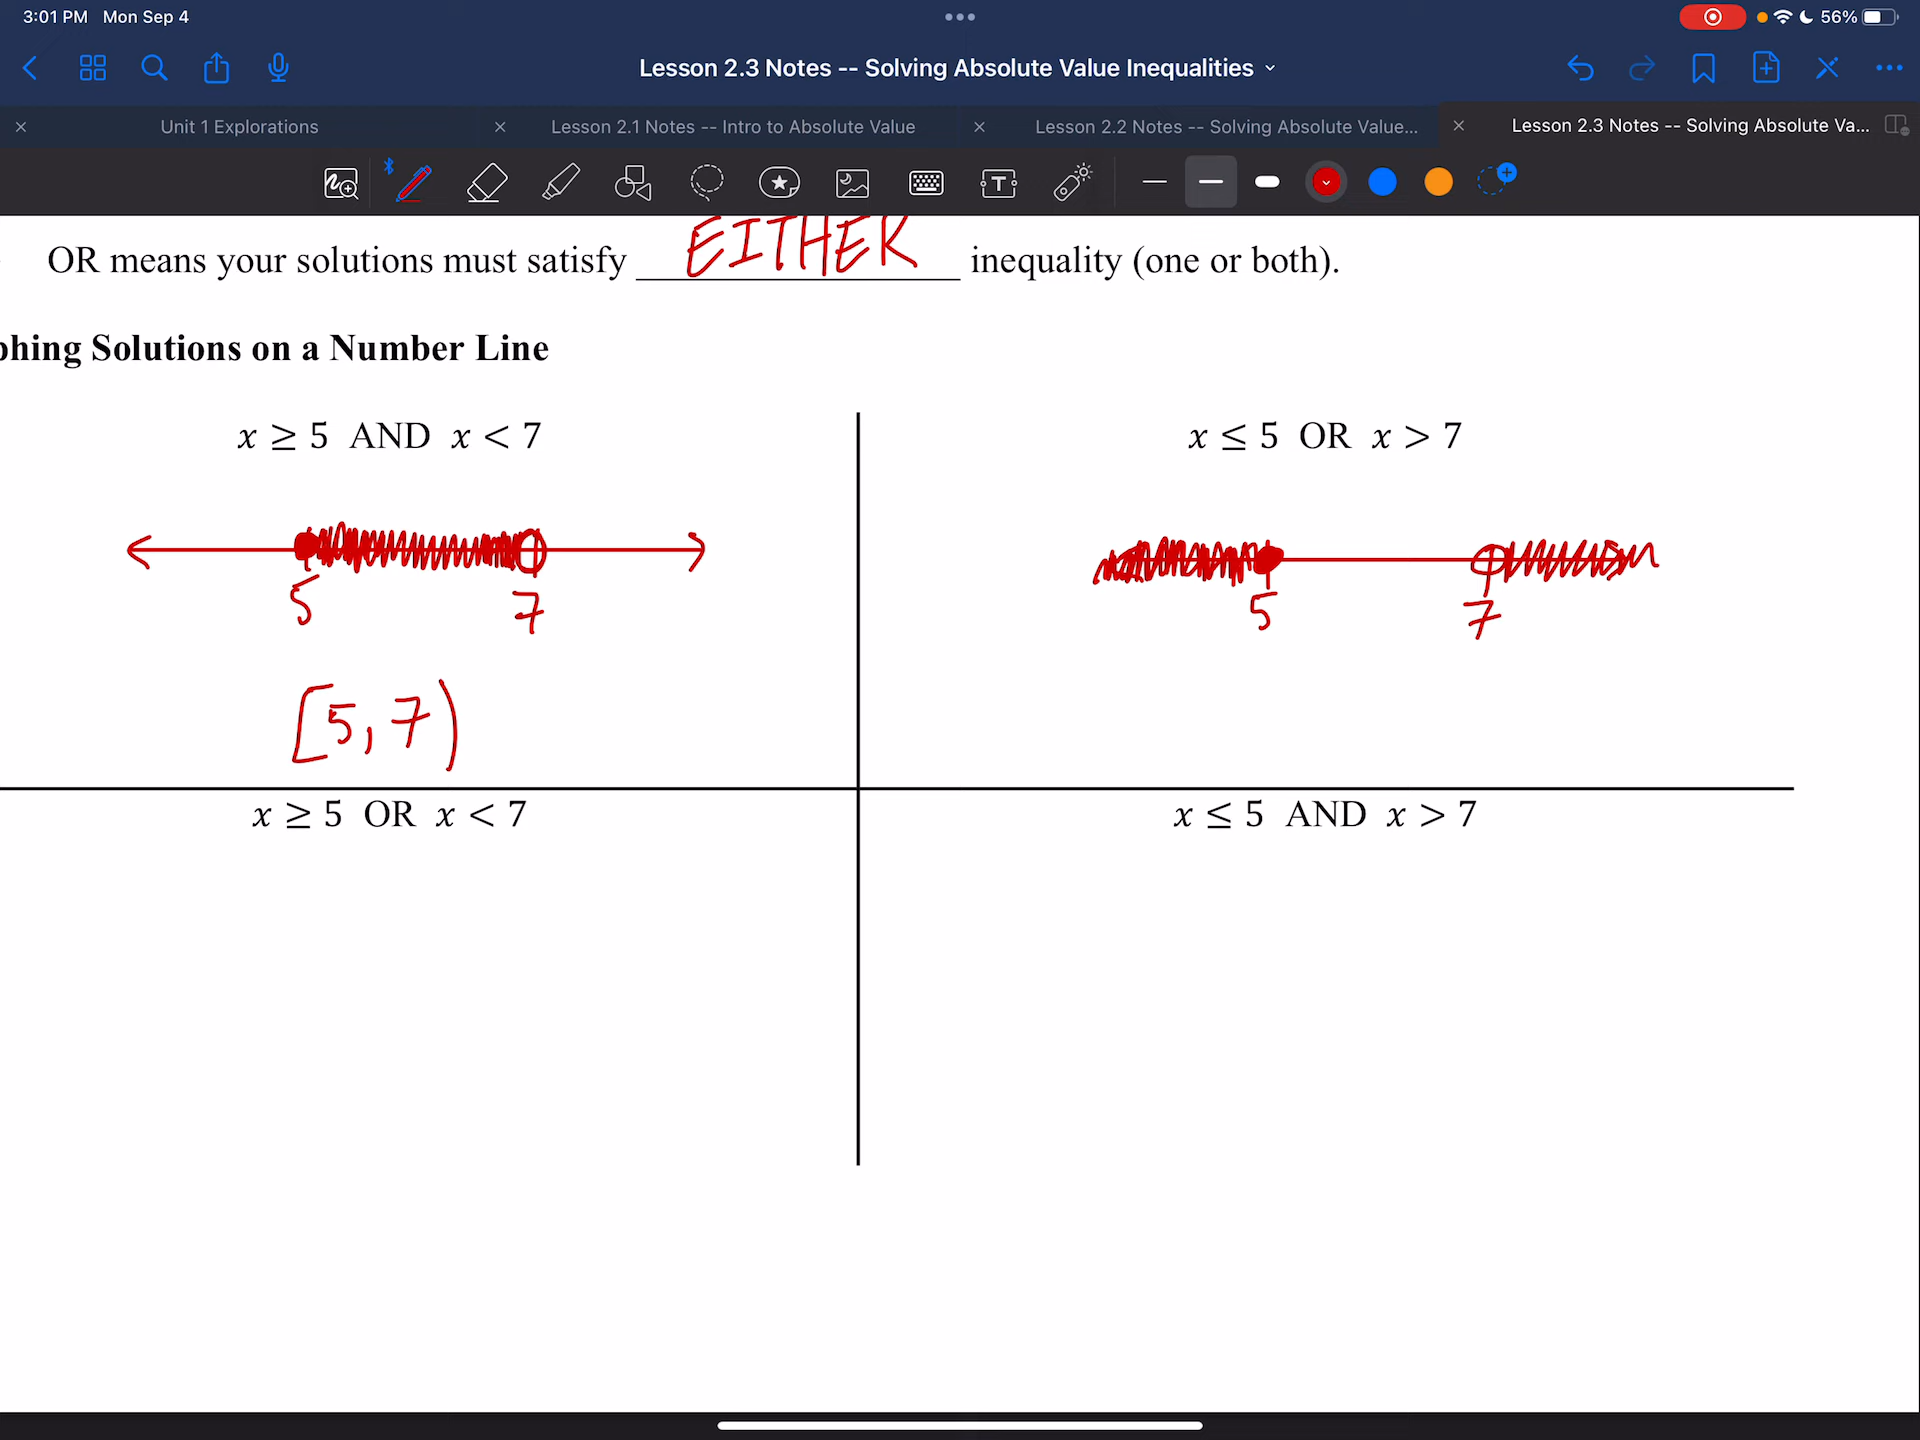 3:01 PM Mon Sep 4
56%
Lesson 2.3 Notes -- Solving Absolute Value Inequalities
Unit 1 Explorations
Lesson 2.1 Notes -- Intro to Absolute Value
Lesson 2.2 Notes -- Solving Absolute Value...
Lesson 2.3 Notes -- Solving Absolute Va...
OR means your solutions must satisfy EITHER inequality (one or both).
phing Solutions on a Number Line
x ≥ 5 AND x < 7
5 7
[5, 7)
x ≤ 5 OR x > 7
5 7
x ≥ 5 OR x < 7
x ≤ 5 AND x > 7